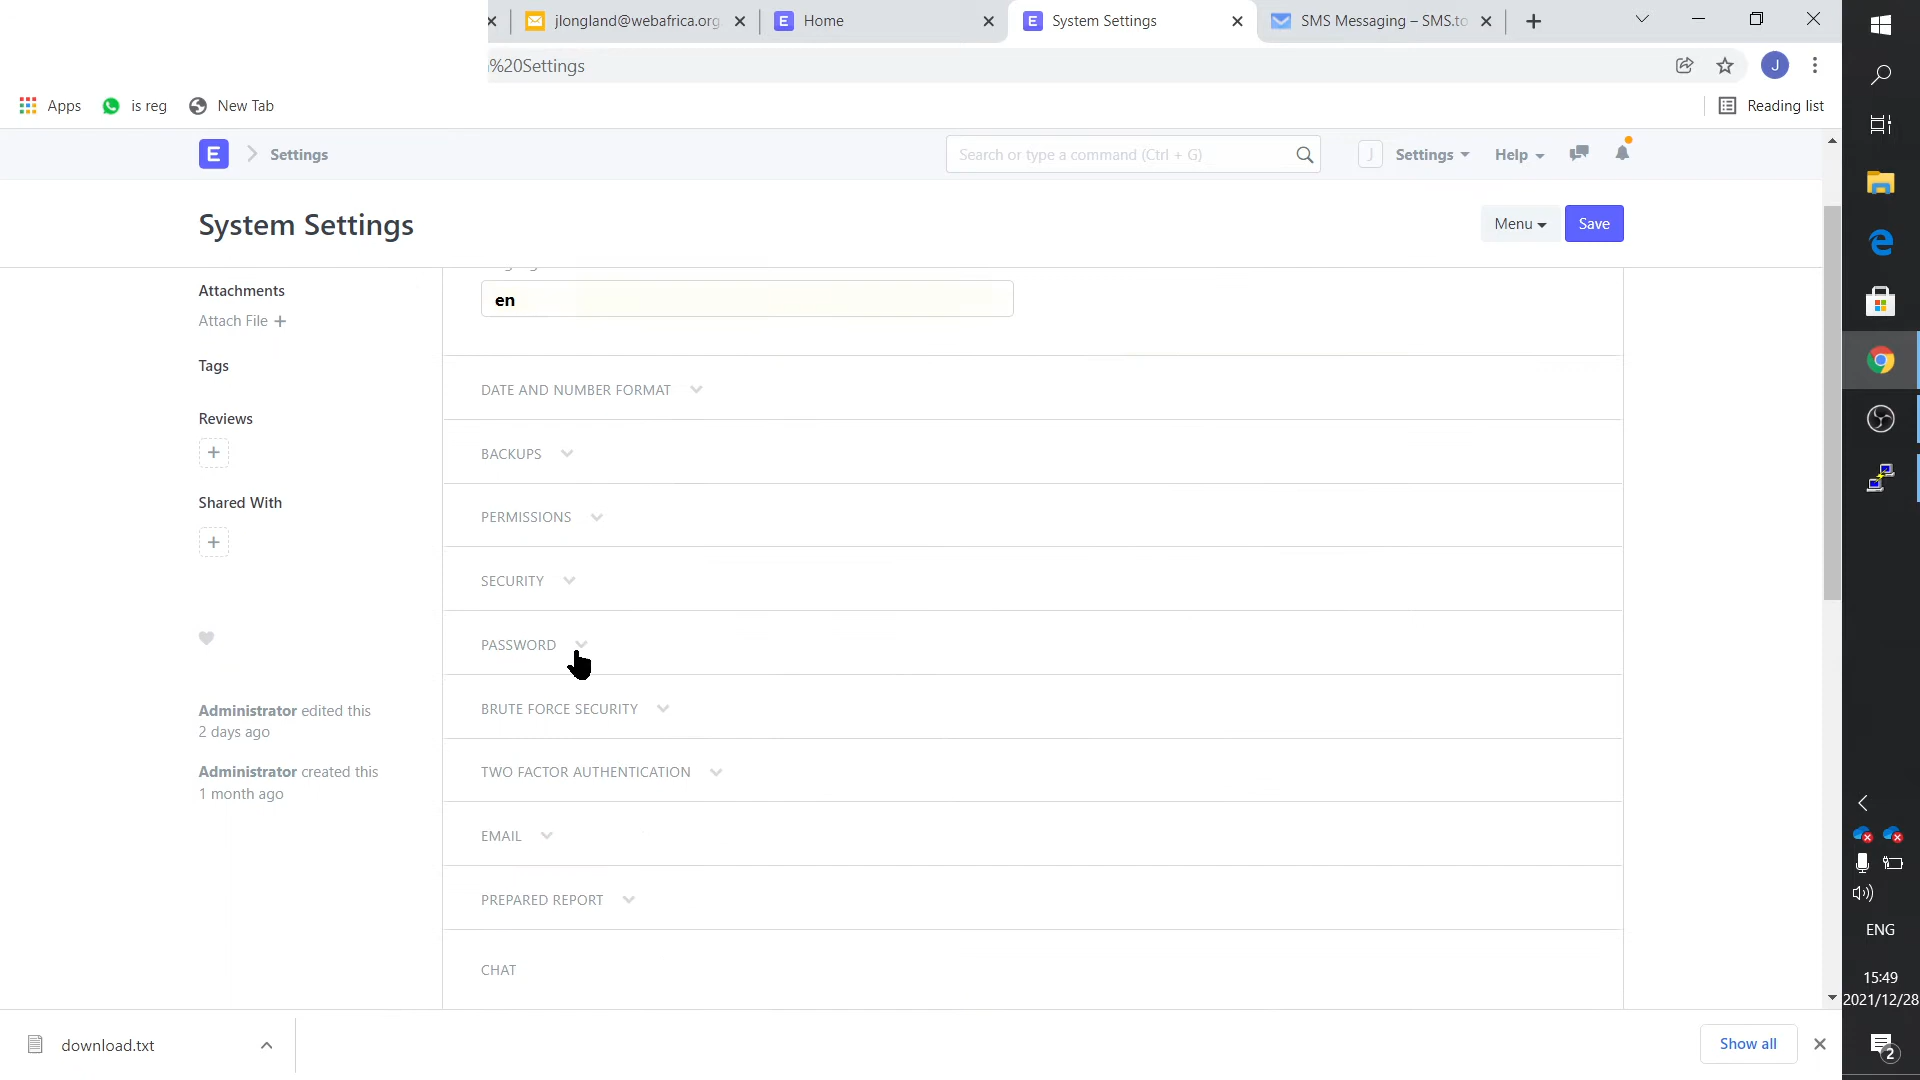 jlongland@webafrica.org
E Home
E System Settings
SMS Messaging – SMS.to
%20Settings
J
Apps
is reg
New Tab
Reading list
E
Settings
Search or type a command (Ctrl + G)
J
Settings
Help
System Settings
Menu
Save
Attachments
Attach File +
Tags
Reviews
+
Shared With
+
Administrator edited this
2 days ago
Administrator created this
1 month ago
en
DATE AND NUMBER FORMAT
BACKUPS
PERMISSIONS
SECURITY
PASSWORD
BRUTE FORCE SECURITY
TWO FACTOR AUTHENTICATION
EMAIL
PREPARED REPORT
CHAT
download.txt
Show all
ENG
15:49
2021/12/28
2